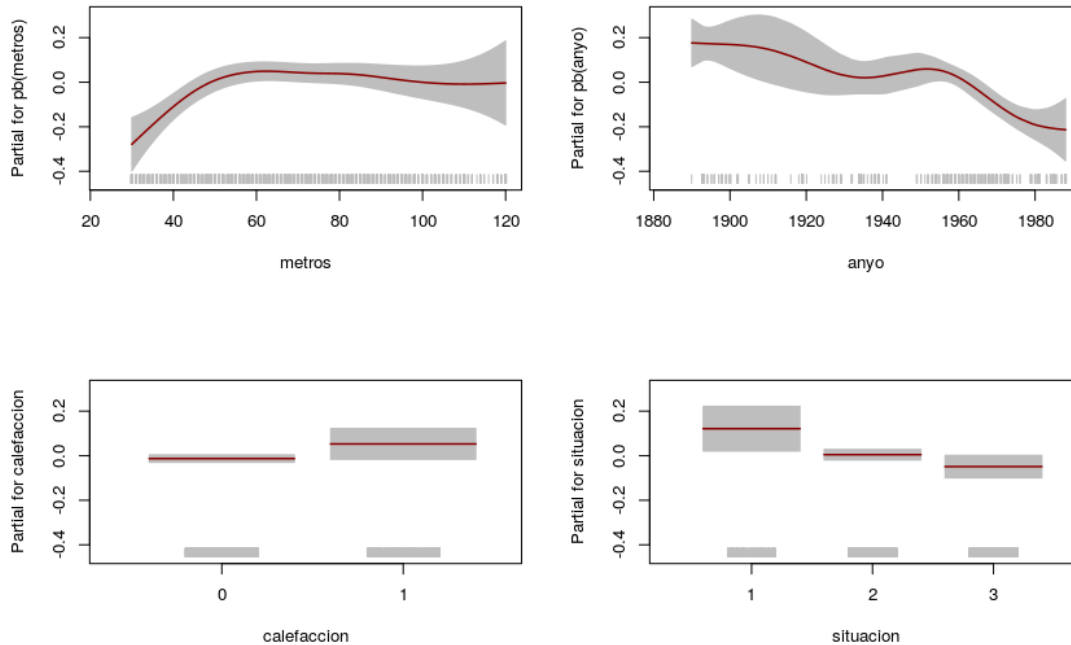 Partial for pb(metros)
0.2
0.0
-0.2
-0.4
20 40 60 80 100 120
metros
Partial for pb(anyo)
0.2
0.0
-0.2
-0.4
1880 1900 1920 1940 1960 1980
anyo
Partial for calefaccion
0.2
0.0
-0.2
-0.4
0 1
calefaccion
Partial for situacion
0.2
0.0
-0.2
-0.4
1 2 3
situacion